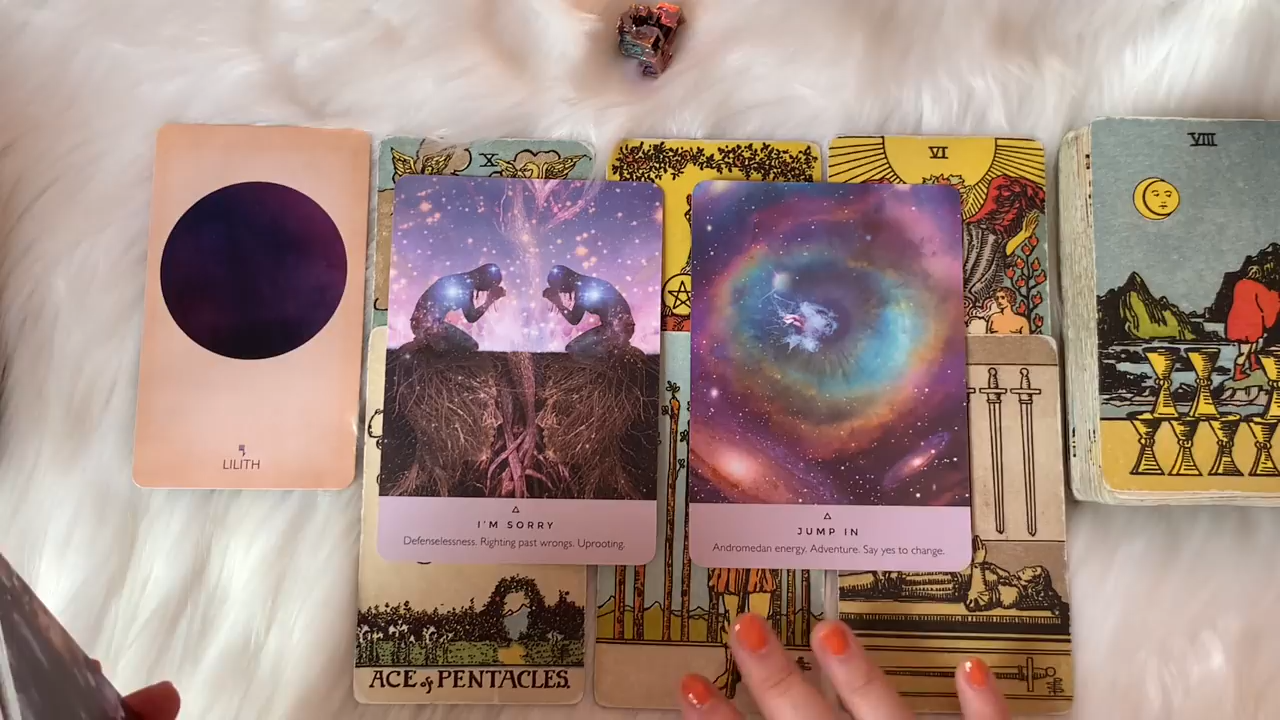 X
VI
VIII
LILITH
I'M SORRY
Defenselessness. Righting past wrongs. Uprooting.
JUMP IN
Andromedan energy. Adventure. Say yes to change.
ACE of PENTACLES.